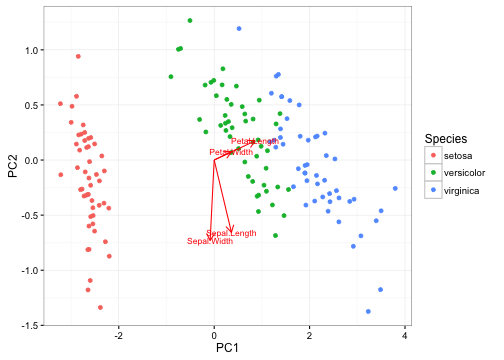 1.0
0.5
0.0
-0.5
-1.0
-1.5
PC2
Petal.Length
Petal.Width
Sepal.Length
Sepal.Width
-2
0
2
4
PC1
Species
setosa
versicolor
virginica